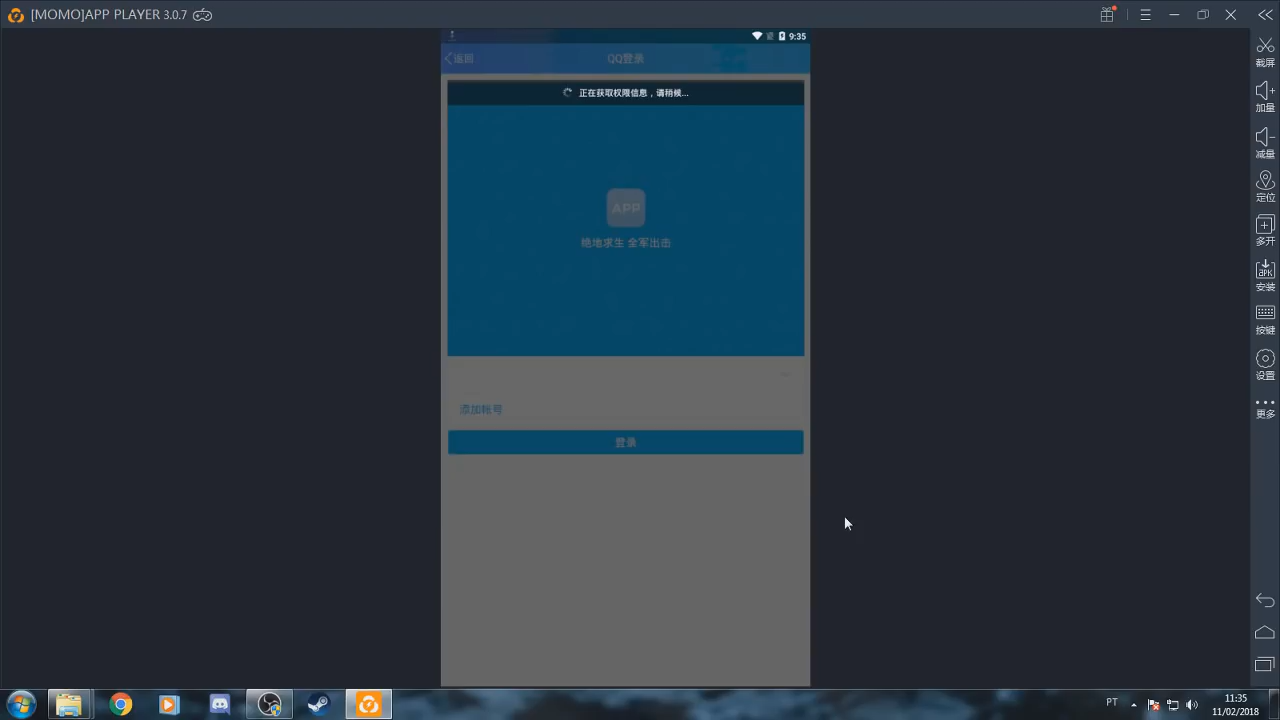 [MOMO]APP PLAYER 3.0.7
9:35
返回
QQ登录
正在获取权限信息，请稍候...
APP
绝地求生 全军出击
添加帐号
登录
截屏
加量
减量
定位
多开
APK
安装
按键
设置
更多
PT
11:35
11/02/2018